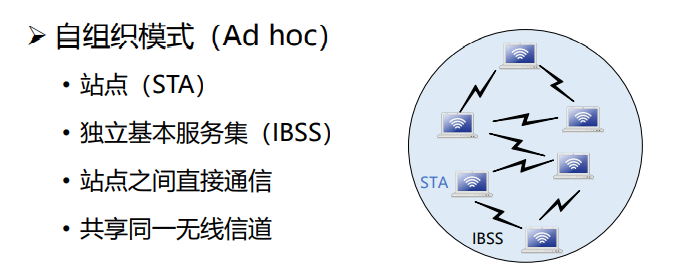 ➢ 自组织模式（Ad hoc）
• 站点（STA）
• 独立基本服务集（IBSS）
• 站点之间直接通信
• 共享同一无线信道
STA
IBSS